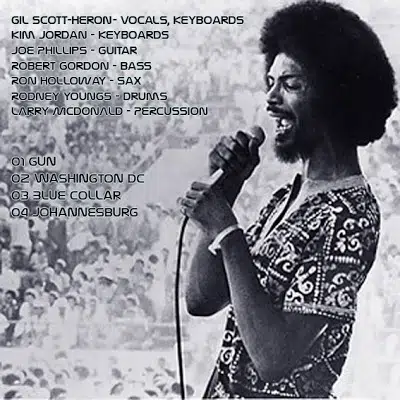 GIL SCOTT-HERON- VOCALS, KEYBOARDS
KIM JORDAN - KEYBOARDS
JOE PHILLIPS - GUITAR
ROBERT GORDON - BASS
RON HOLLOWAY - SAX
RODNEY YOUNGS - DRUMS
LARRY MCDONALD - PERCUSSION
01 GUN
02. WASHINGTON DC
03 BLUE COLLAR
04 JOHANNESBURG